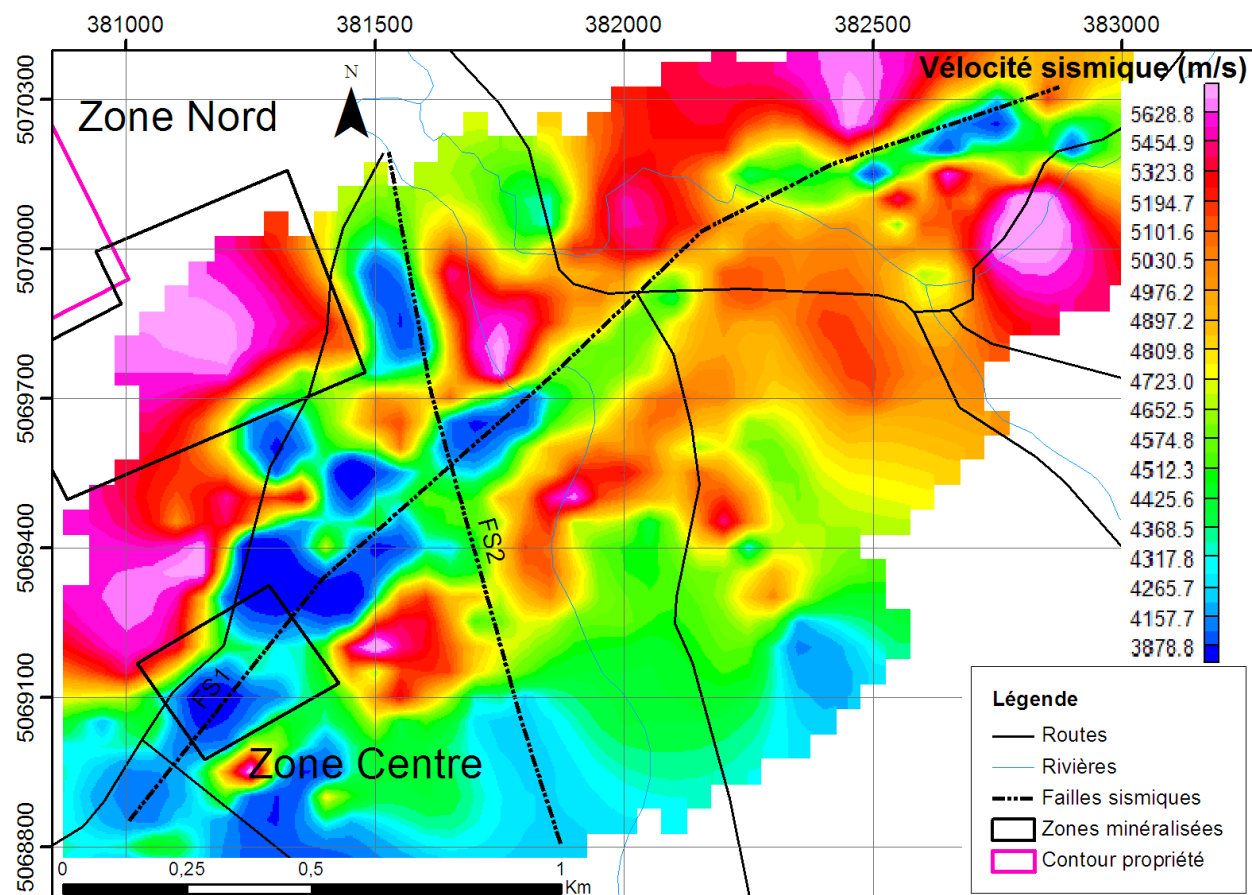 381000 381500 382000 382500 383000
Vélocité sismique (m/s)
N
Zone Nord
5070300
5070000
5069700
5069400
5069100
5068800
5628.8
5454.9
5323.8
5194.7
5101.6
5030.5
4976.2
4897.2
4809.8
4723.0
4652.5
4574.8
4512.3
4425.6
4368.5
4317.8
4265.7
4157.7
3978.8
FS2
FS1
Zone Centre
Légende
Routes
Rivières
Failles sismiques
Zones minéralisées
Contour propriété
0 0,25 0,5 1
Km